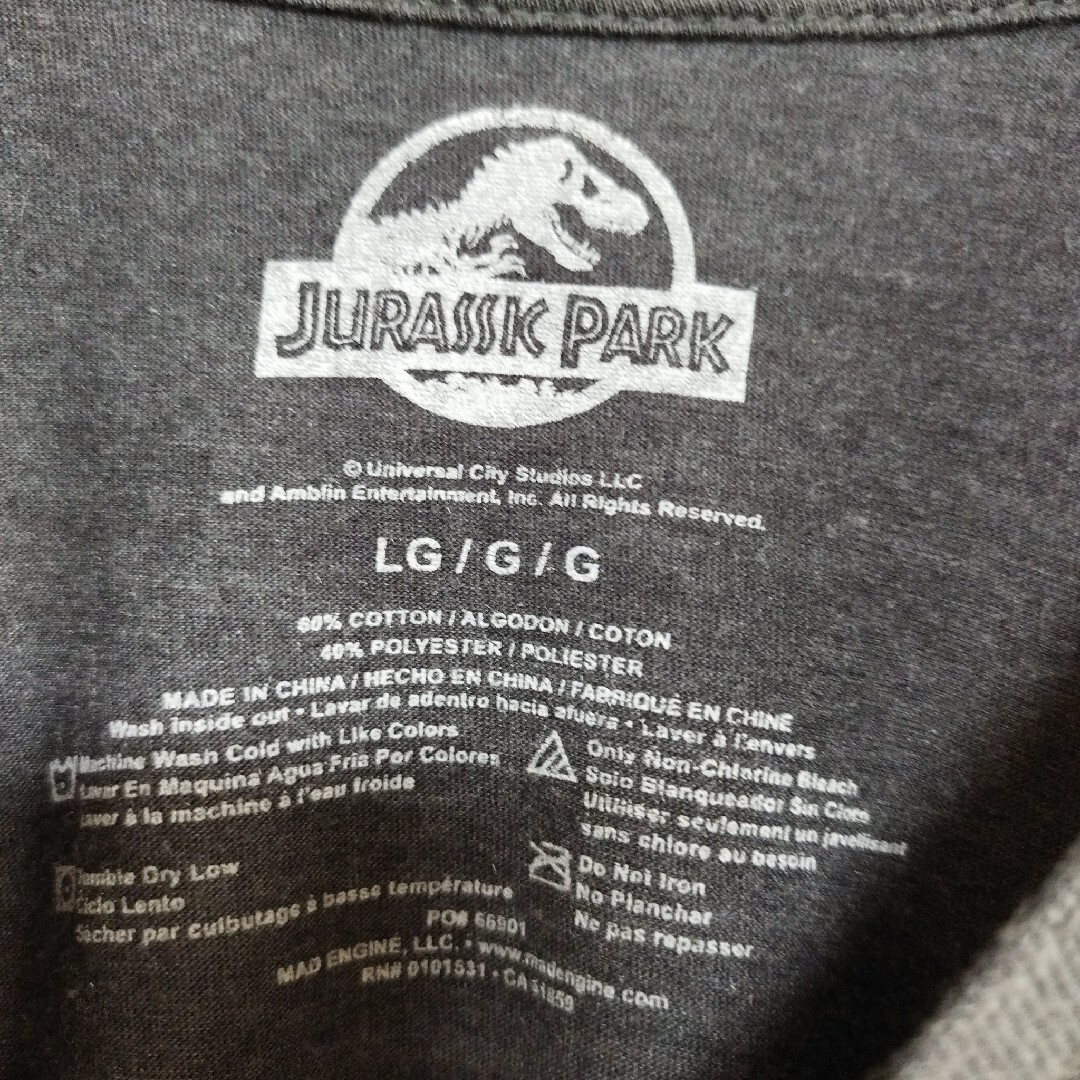 JURASSIC PARK
© Universal City Studios LLC
and Amblin Entertainment, Inc. All Rights Reserved.
LG / G / G
60% COTTON / ALGODON / COTON
40% POLYESTER / POLIESTER
MADE IN CHINA / HECHO EN CHINA / FABRIQUÉ EN CHINE
Wash inside out • Lavar de adentro hacia afuera • Laver à l'envers
Machine Wash Cold with Like Colors
Lavar En Maquina Agua Fria Por Colores
Laver à la machine à l'eau froide
Only Non-Chlorine Bleach
Solo Blanqueador Sin Cloro
Utiliser seulement un javellisant
sans chlore au besoin
Tumble Dry Low
Ciclo Lento
Sécher par culbutage à basse température
Do Not Iron
No Planchar
Ne pas repasser
PO# 66901
MAD ENGINE, LLC. • www.madengine.com
RN# 0101531 • CA